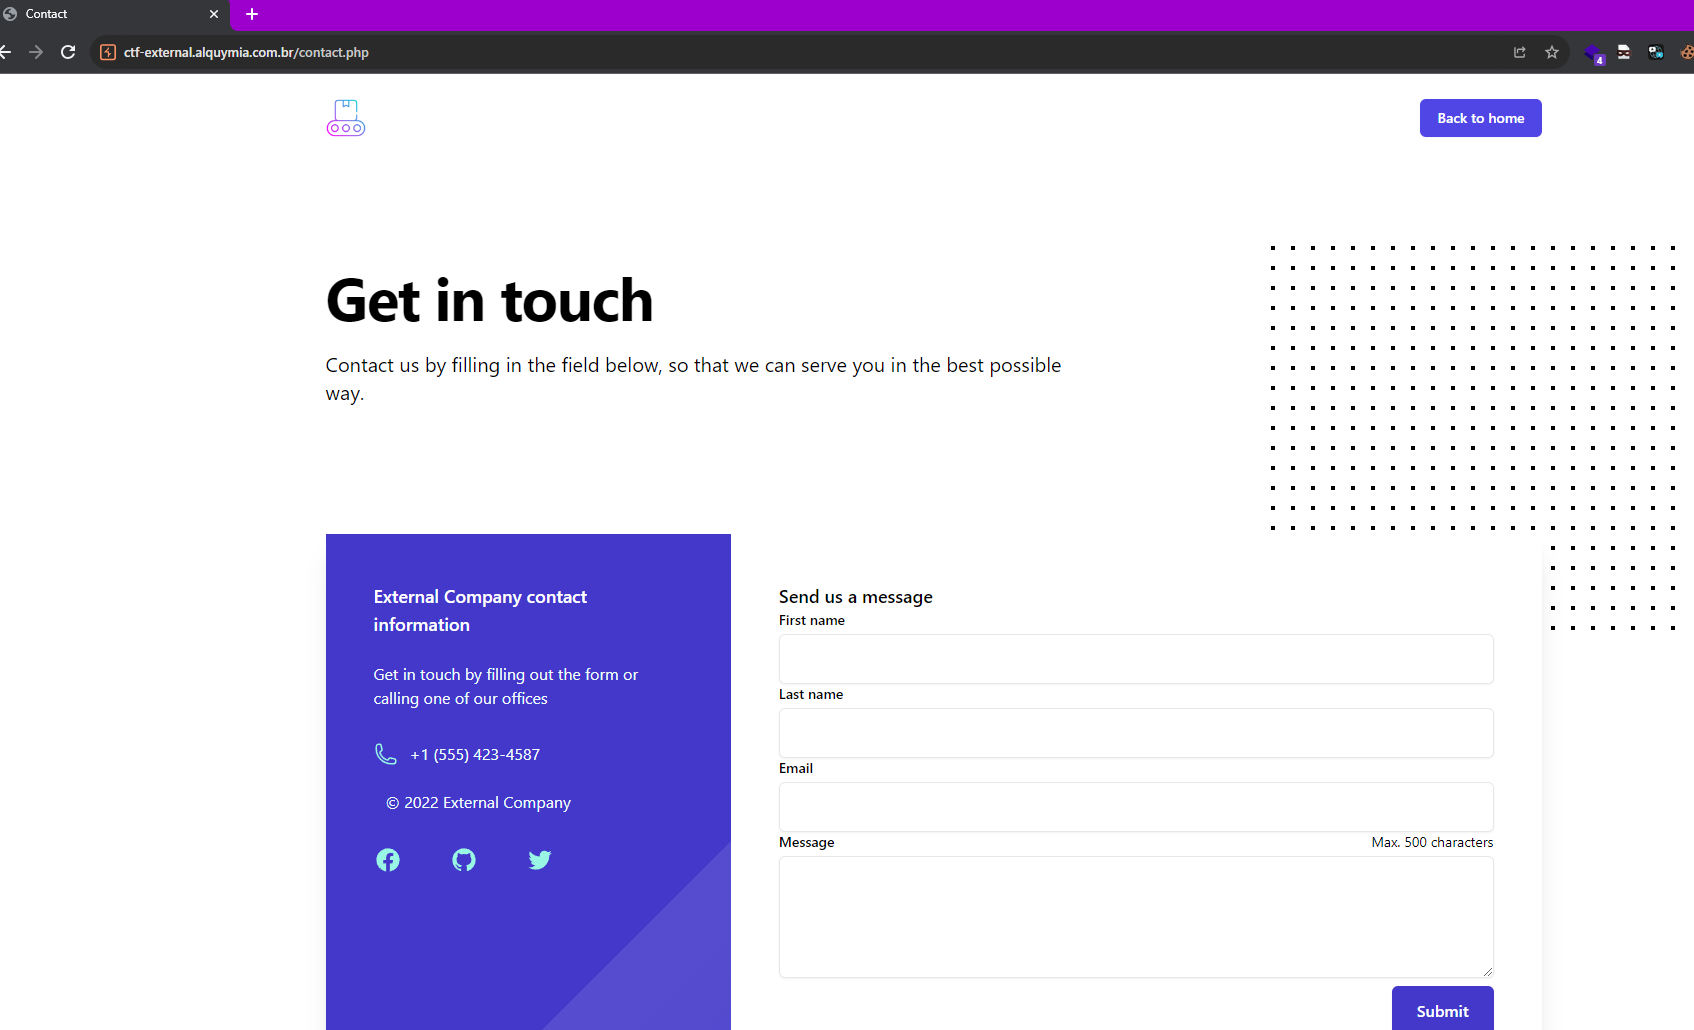 Contact
ctf-external.alquymia.com.br/contact.php
4
Back to home
Get in touch
Contact us by filling in the field below, so that we can serve you in the best possible
way.
External Company contact
information
Get in touch by filling out the form or
calling one of our offices
+1 (555) 423-4587
© 2022 External Company
Send us a message
First name
Last name
Email
Message
Max. 500 characters
Submit